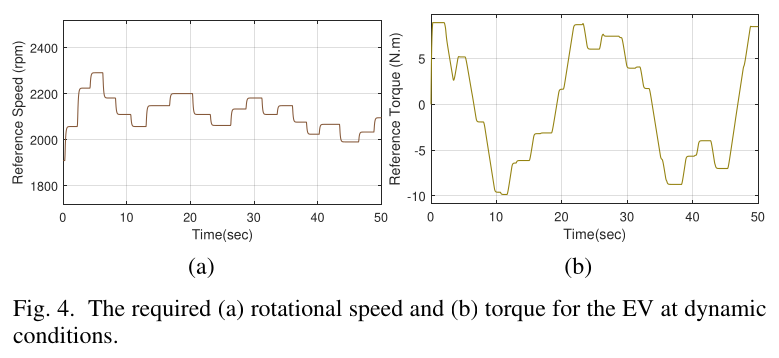 Reference Speed (rpm)
2400
2200
2000
1800
0 10 20 30 40 50
Time(sec)
(a)
Reference Torque (N.m)
5
0
-5
-10
0 10 20 30 40 50
Time(sec)
(b)
Fig. 4. The required (a) rotational speed and (b) torque for the EV at dynamic
conditions.